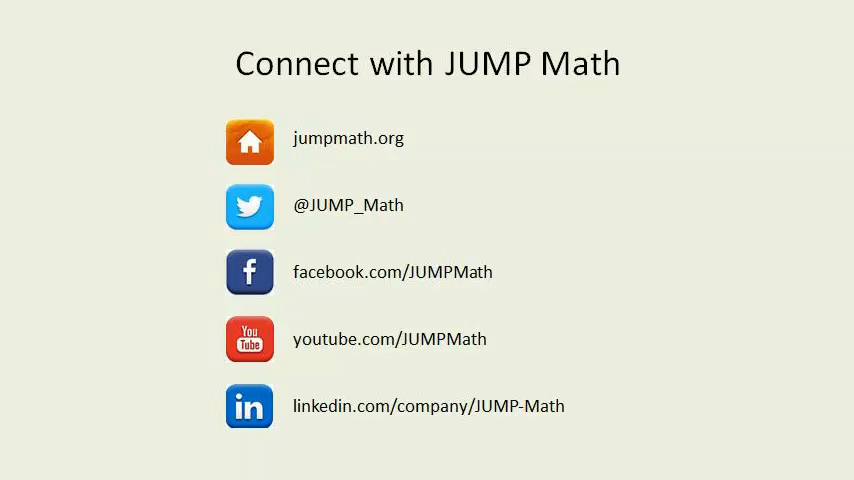 Connect with JUMP Math
jumpmath.org
@JUMP_Math
f facebook.com/JUMPMath
You
Tube
youtube.com/JUMPMath
in linkedin.com/company/JUMP-Math